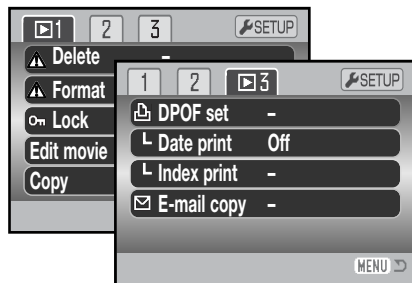 1 2 3 SETUP
Delete –
Format
Lock
Edit movie
Copy
1 2 3 SETUP
DPOF set –
Date print Off
Index print –
E-mail copy –
MENU